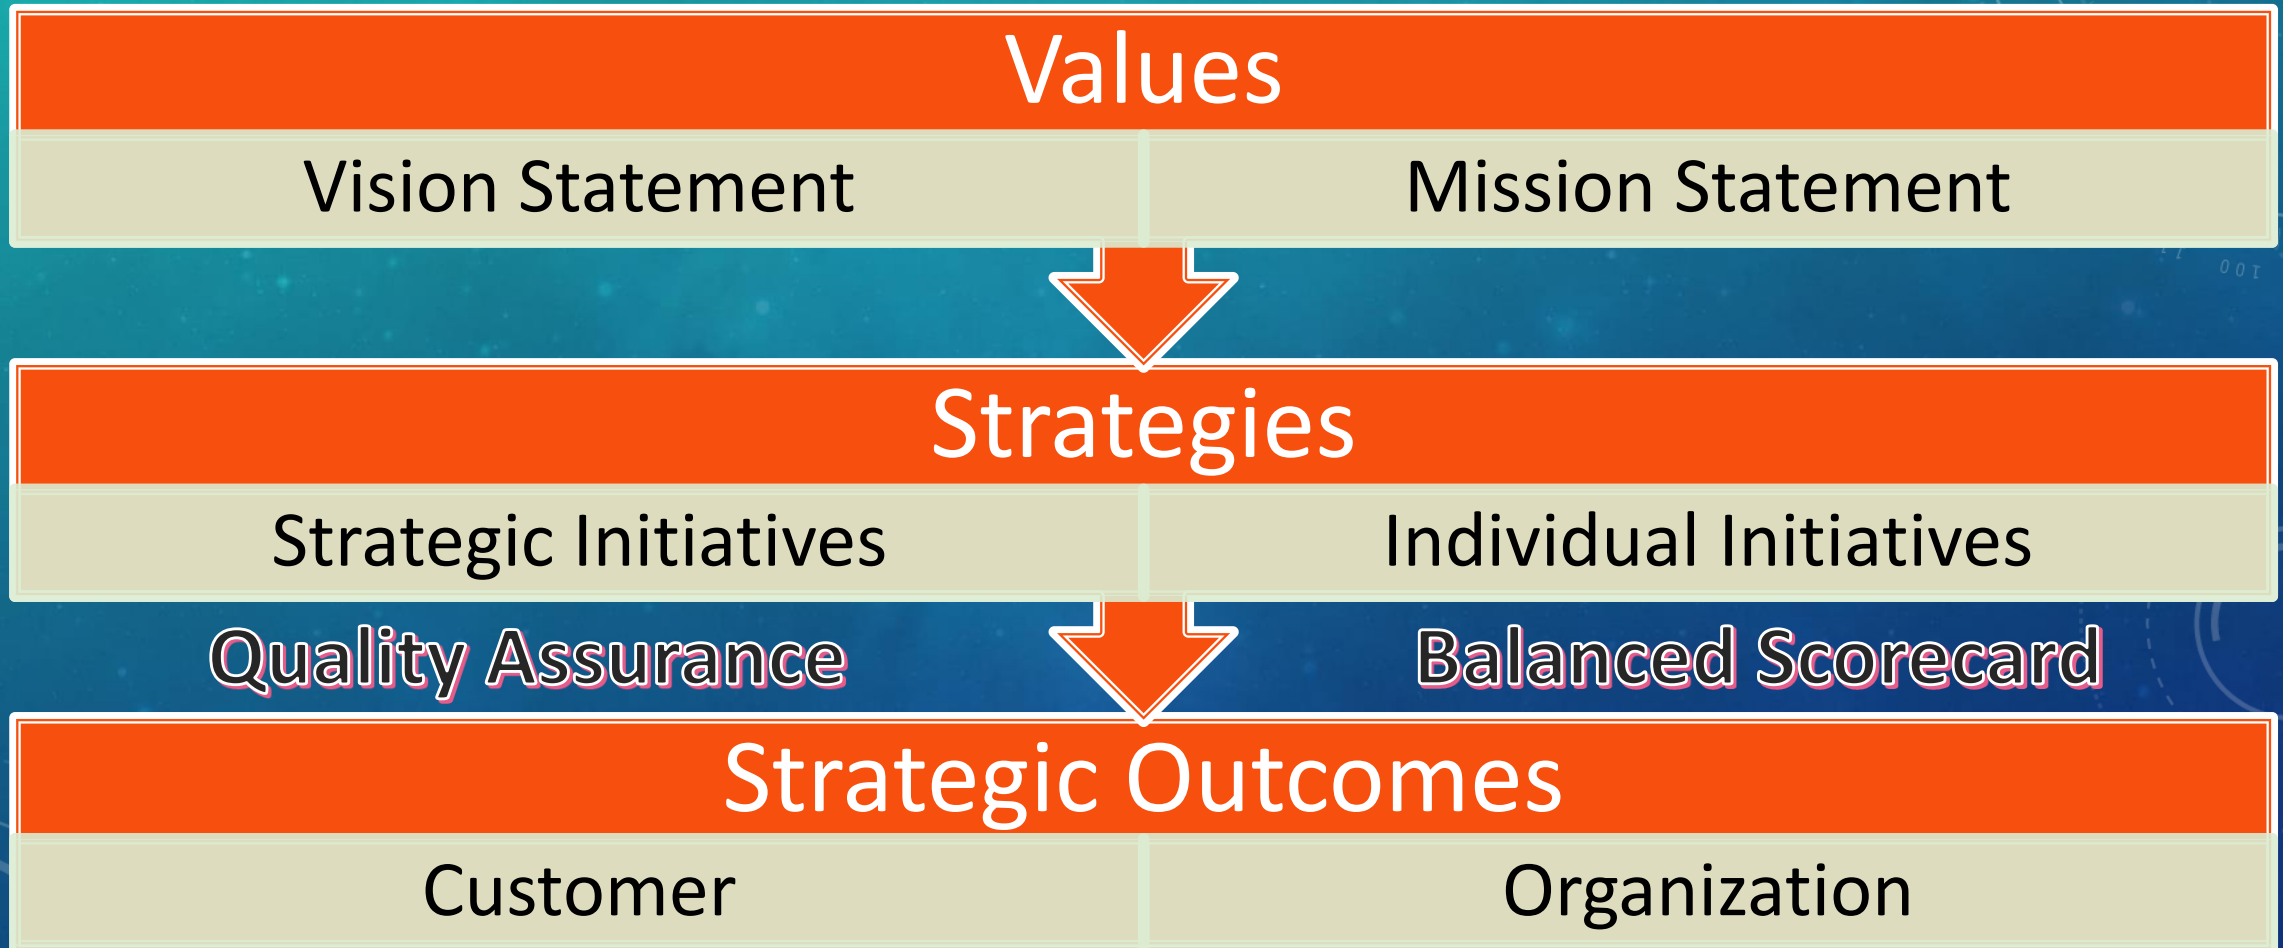 Values
Vision Statement
Mission Statement
Strategies
Strategic Initiatives
Individual Initiatives
Quality Assurance
Balanced Scorecard
Strategic Outcomes
Customer
Organization